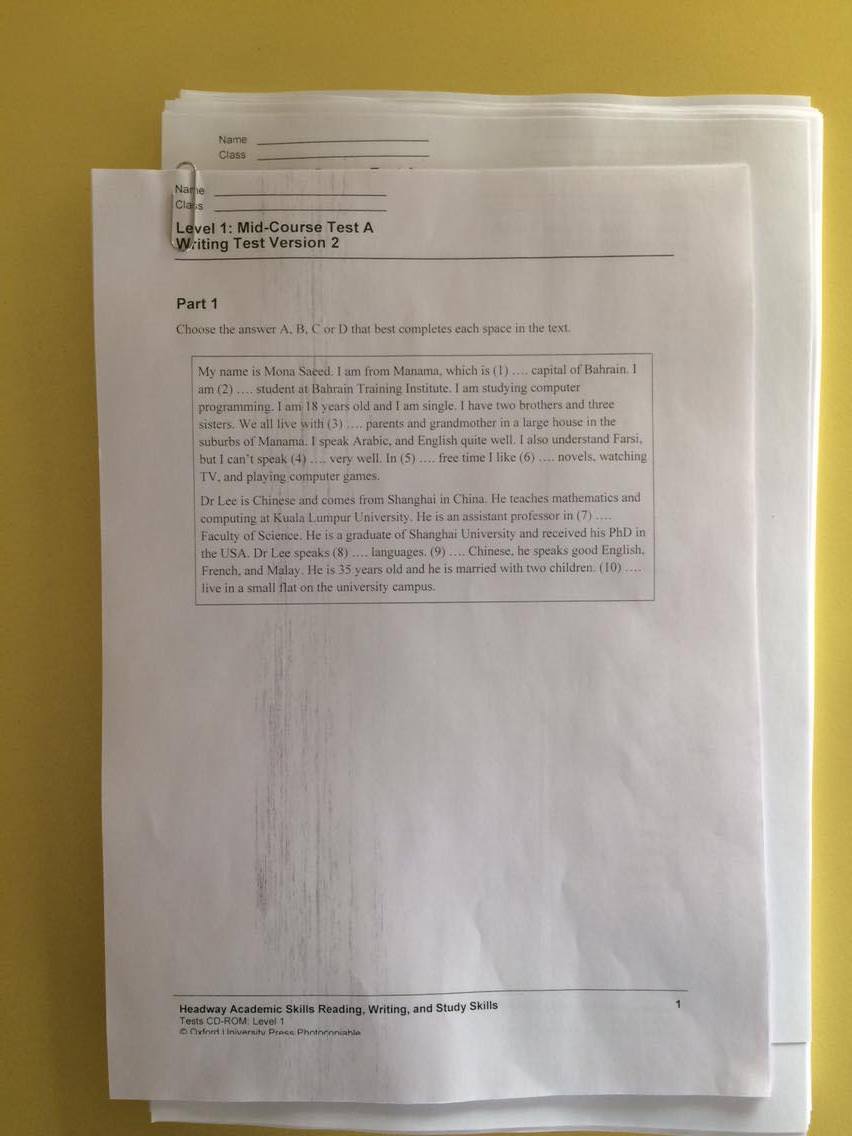 Name
Class
Name
Class
Level 1: Mid-Course Test A
Writing Test Version 2
Part 1
Choose the answer A, B, C or D that best completes each space in the text.
My name is Mona Saeed. I am from Manama, which is (1) .... capital of Bahrain. I
am (2) .... student at Bahrain Training Institute. I am studying computer
programming. I am 18 years old and I am single. I have two brothers and three
sisters. We all live with (3) .... parents and grandmother in a large house in the
suburbs of Manama. I speak Arabic, and English quite well. I also understand Farsi,
but I can't speak (4) .... very well. In (5) .... free time I like (6) .... novels, watching
TV, and playing computer games.
Dr Lee is Chinese and comes from Shanghai in China. He teaches mathematics and
computing at Kuala Lumpur University. He is an assistant professor in (7) ....
Faculty of Science. He is a graduate of Shanghai University and received his PhD in
the USA. Dr Lee speaks (8) .... languages. (9) .... Chinese, he speaks good English,
French, and Malay. He is 35 years old and he is married with two children. (10) ....
live in a small flat on the university campus.
Headway Academic Skills Reading, Writing, and Study Skills
1
Tests CD-ROM: Level 1
© Oxford University Press Photocopiable